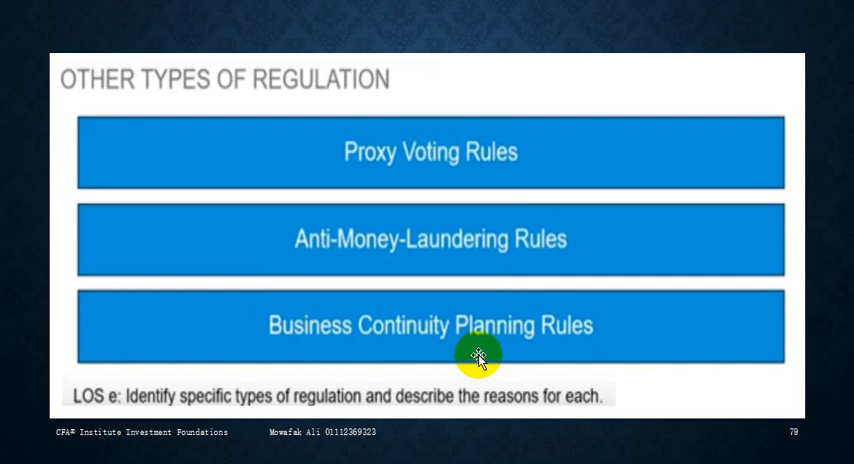 OTHER TYPES OF REGULATION
Proxy Voting Rules
Anti-Money-Laundering Rules
Business Continuity Planning Rules
LOS e: Identify specific types of regulation and describe the reasons for each.
CFA® Institute Investment Foundations Mowafak Ali 01112369323 79